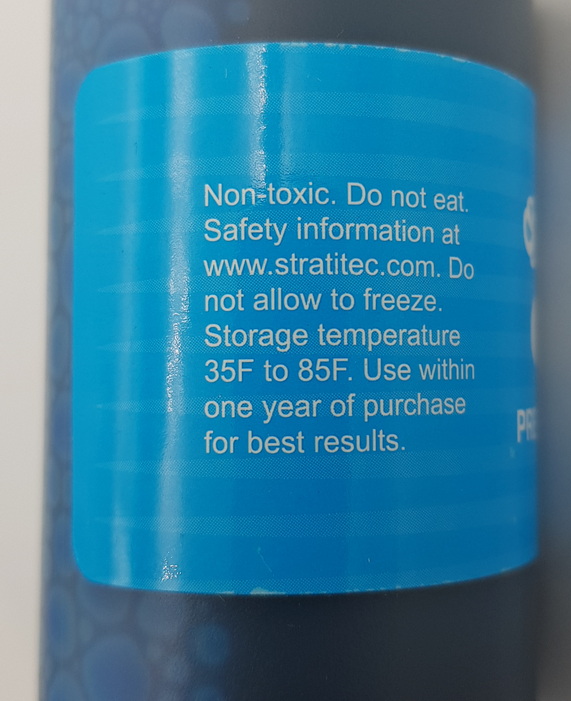 Non-toxic. Do not eat.
Safety information at
www.stratitec.com. Do
not allow to freeze.
Storage temperature
35F to 85F. Use within
one year of purchase
for best results.